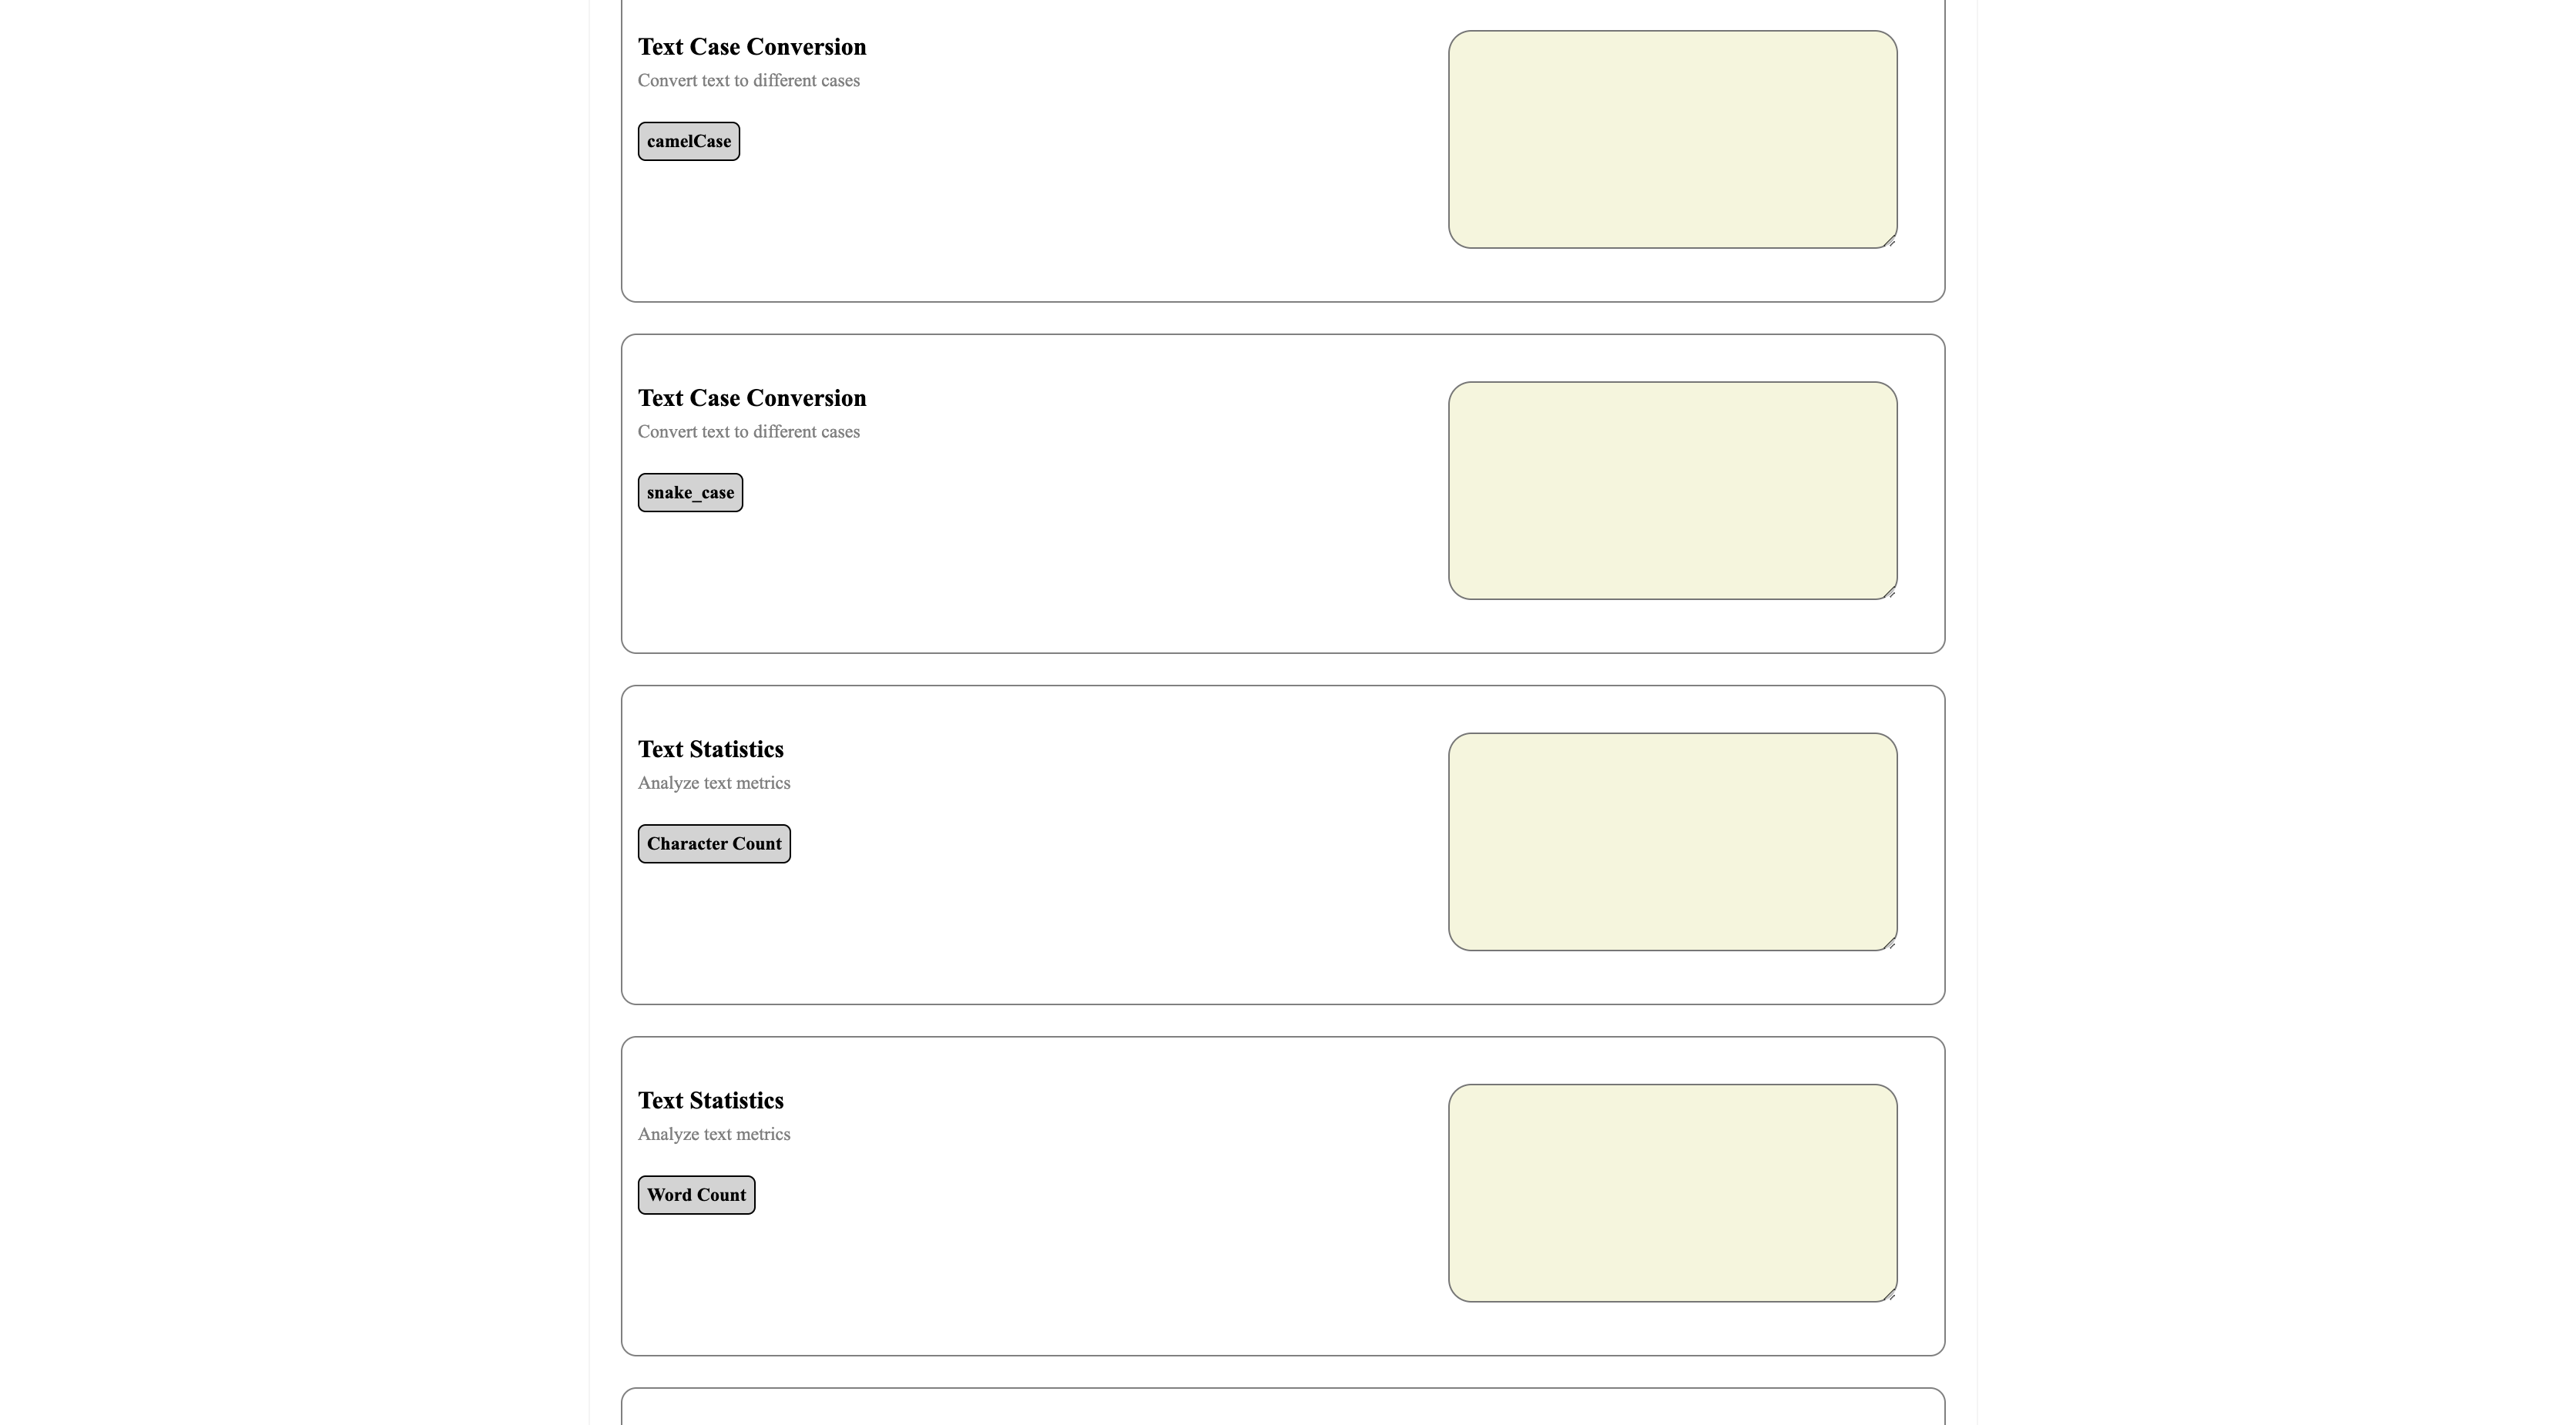 Text Case Conversion
Convert text to different cases
camelCase
Text Case Conversion
Convert text to different cases
snake_case
Text Statistics
Analyze text metrics
Character Count
Text Statistics
Analyze text metrics
Word Count